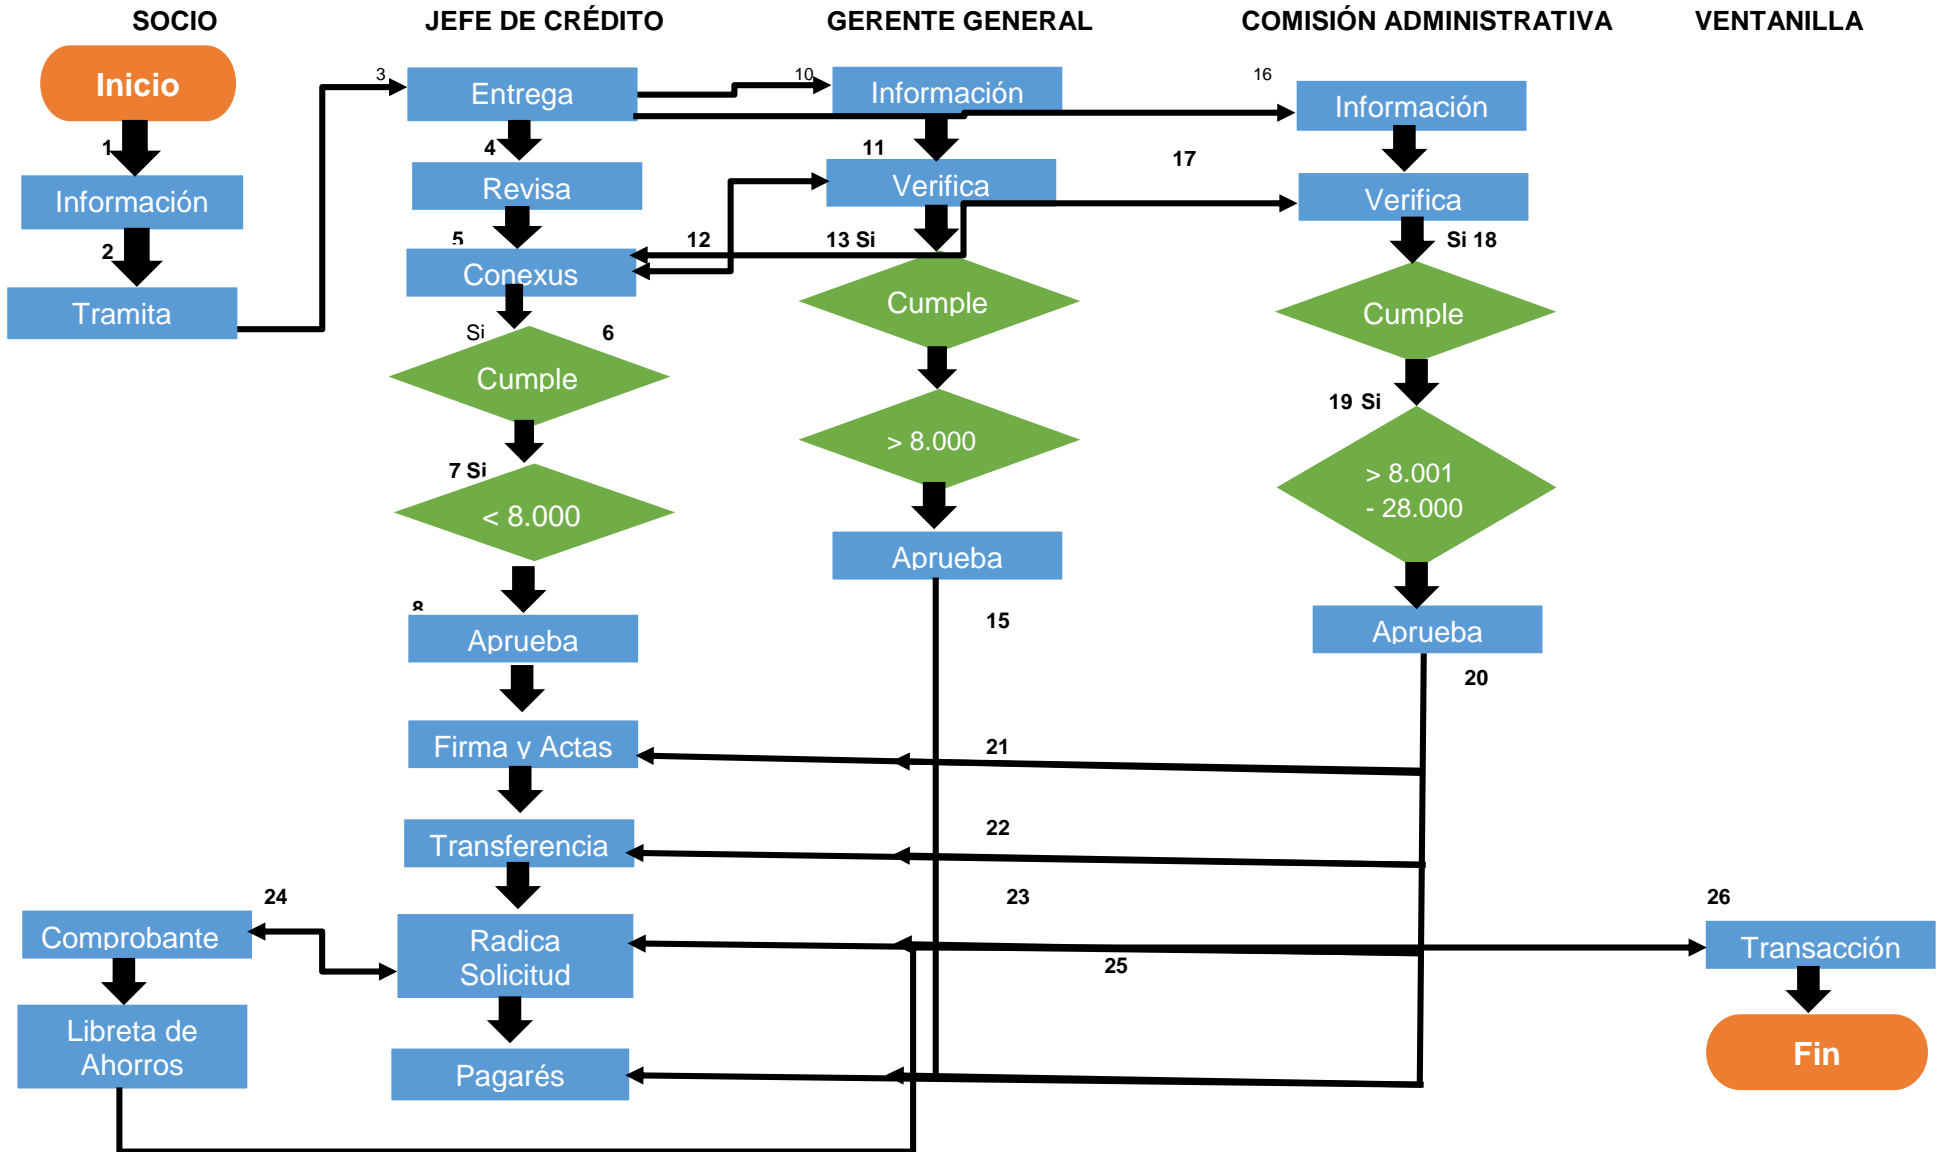 SOCIO
JEFE DE CRÉDITO
GERENTE GENERAL
COMISIÓN ADMINISTRATIVA
VENTANILLA
Inicio
1
Información
2
Tramita
3
Entrega
4
Revisa
5
Conexus
Si
6
Cumple
7 Si
< 8.000
8
Aprueba
Firma y Actas
Transferencia
Radica
Solicitud
Pagarés
10
Información
11
Verifica
12
13 Si
Cumple
> 8.000
Aprueba
15
16
Información
17
Verifica
Si 18
Cumple
19 Si
> 8.001
- 28.000
Aprueba
20
21
22
23
24
Comprobante
Libreta de
Ahorros
25
26
Transacción
Fin